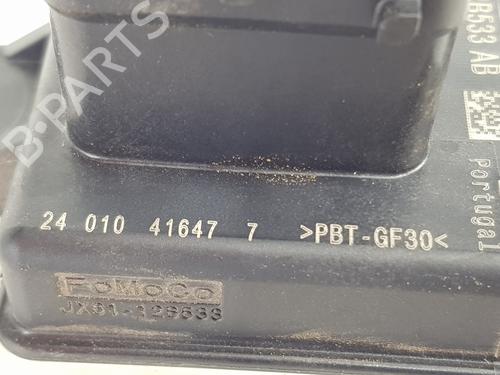 B533 AB
Portugal
24 010 41647 7 >PBT-GF30<
FoMoCo
JX61-12B533
B-PARTS